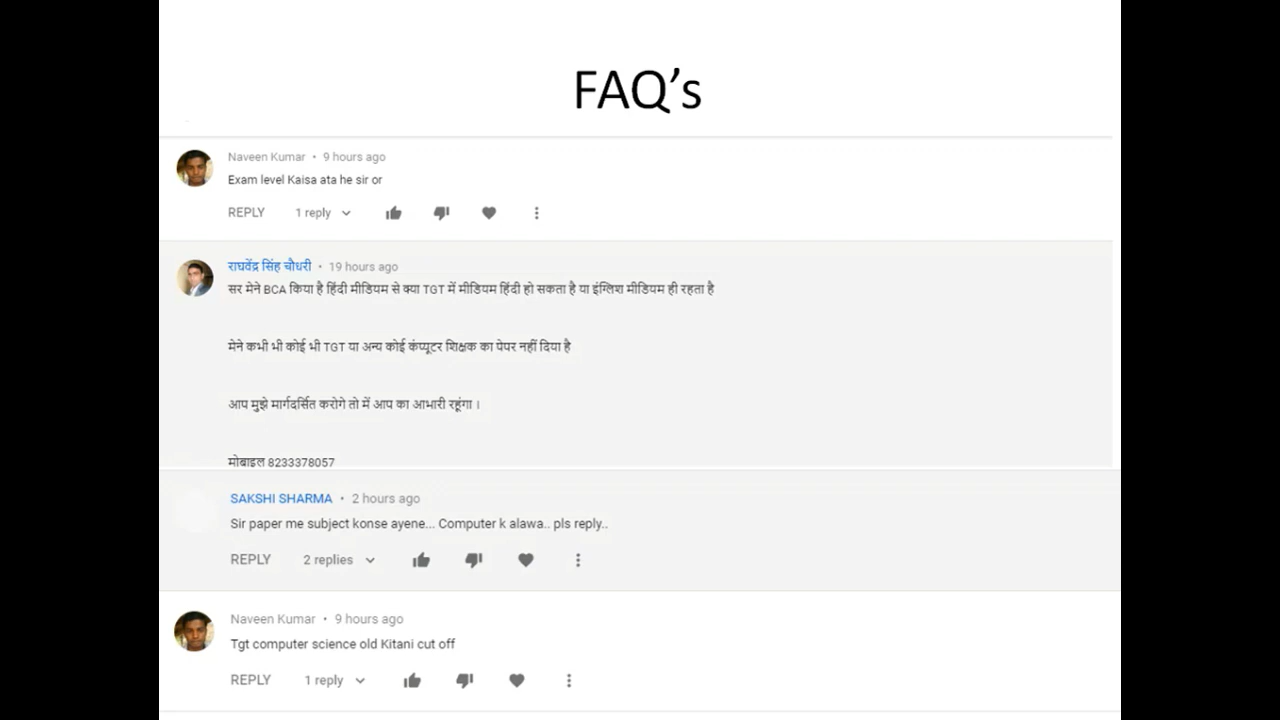 FAQ’s
Naveen Kumar • 9 hours ago
Exam level Kaisa ata he sir or
REPLY 1 reply
राघवेंद्र सिंह चौधरी • 19 hours ago
सर मेने BCA किया है हिंदी मीडियम से क्या TGT में मीडियम हिंदी हो सकता है या इंग्लिश मीडियम ही रहता है
मेने कभी भी कोई भी TGT या अन्य कोई कंप्यूटर शिक्षक का पेपर नहीं दिया है
आप मुझे मार्गदर्सित करोगे तो में आप का आभारी रहूंगा ।
मोबाइल 8233378057
SAKSHI SHARMA • 2 hours ago
Sir paper me subject konse ayene... Computer k alawa.. pls reply..
REPLY 2 replies
Naveen Kumar • 9 hours ago
Tgt computer science old Kitani cut off
REPLY 1 reply